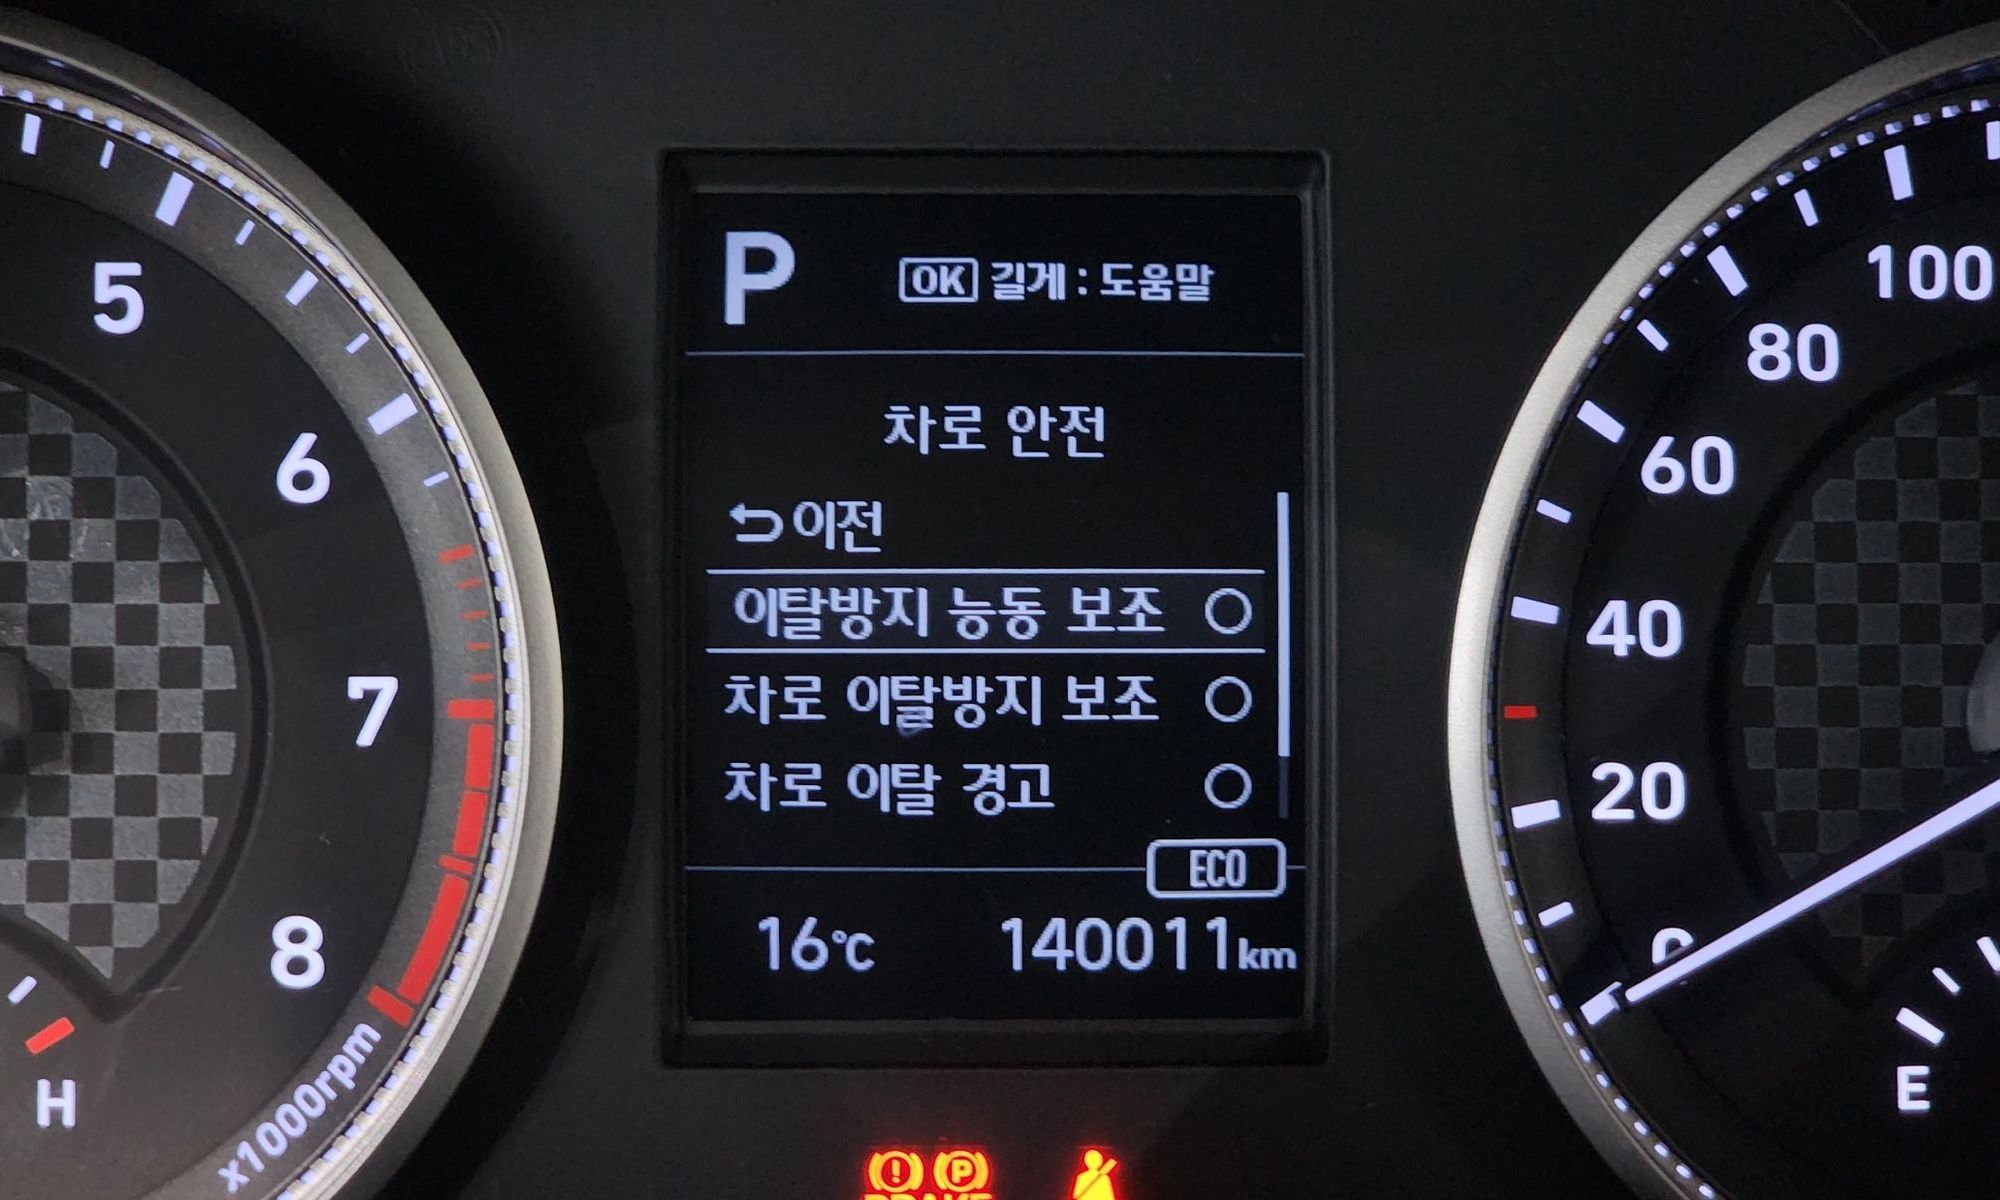 P
OK 길게 : 도움말
차로 안전
이전
이탈방지 능동 보조
차로 이탈방지 보조
차로 이탈 경고
ECO
16°C 140011km
5
6
7
8
x1000rpm
H
100
80
60
40
20
0
E
P
BRAKE